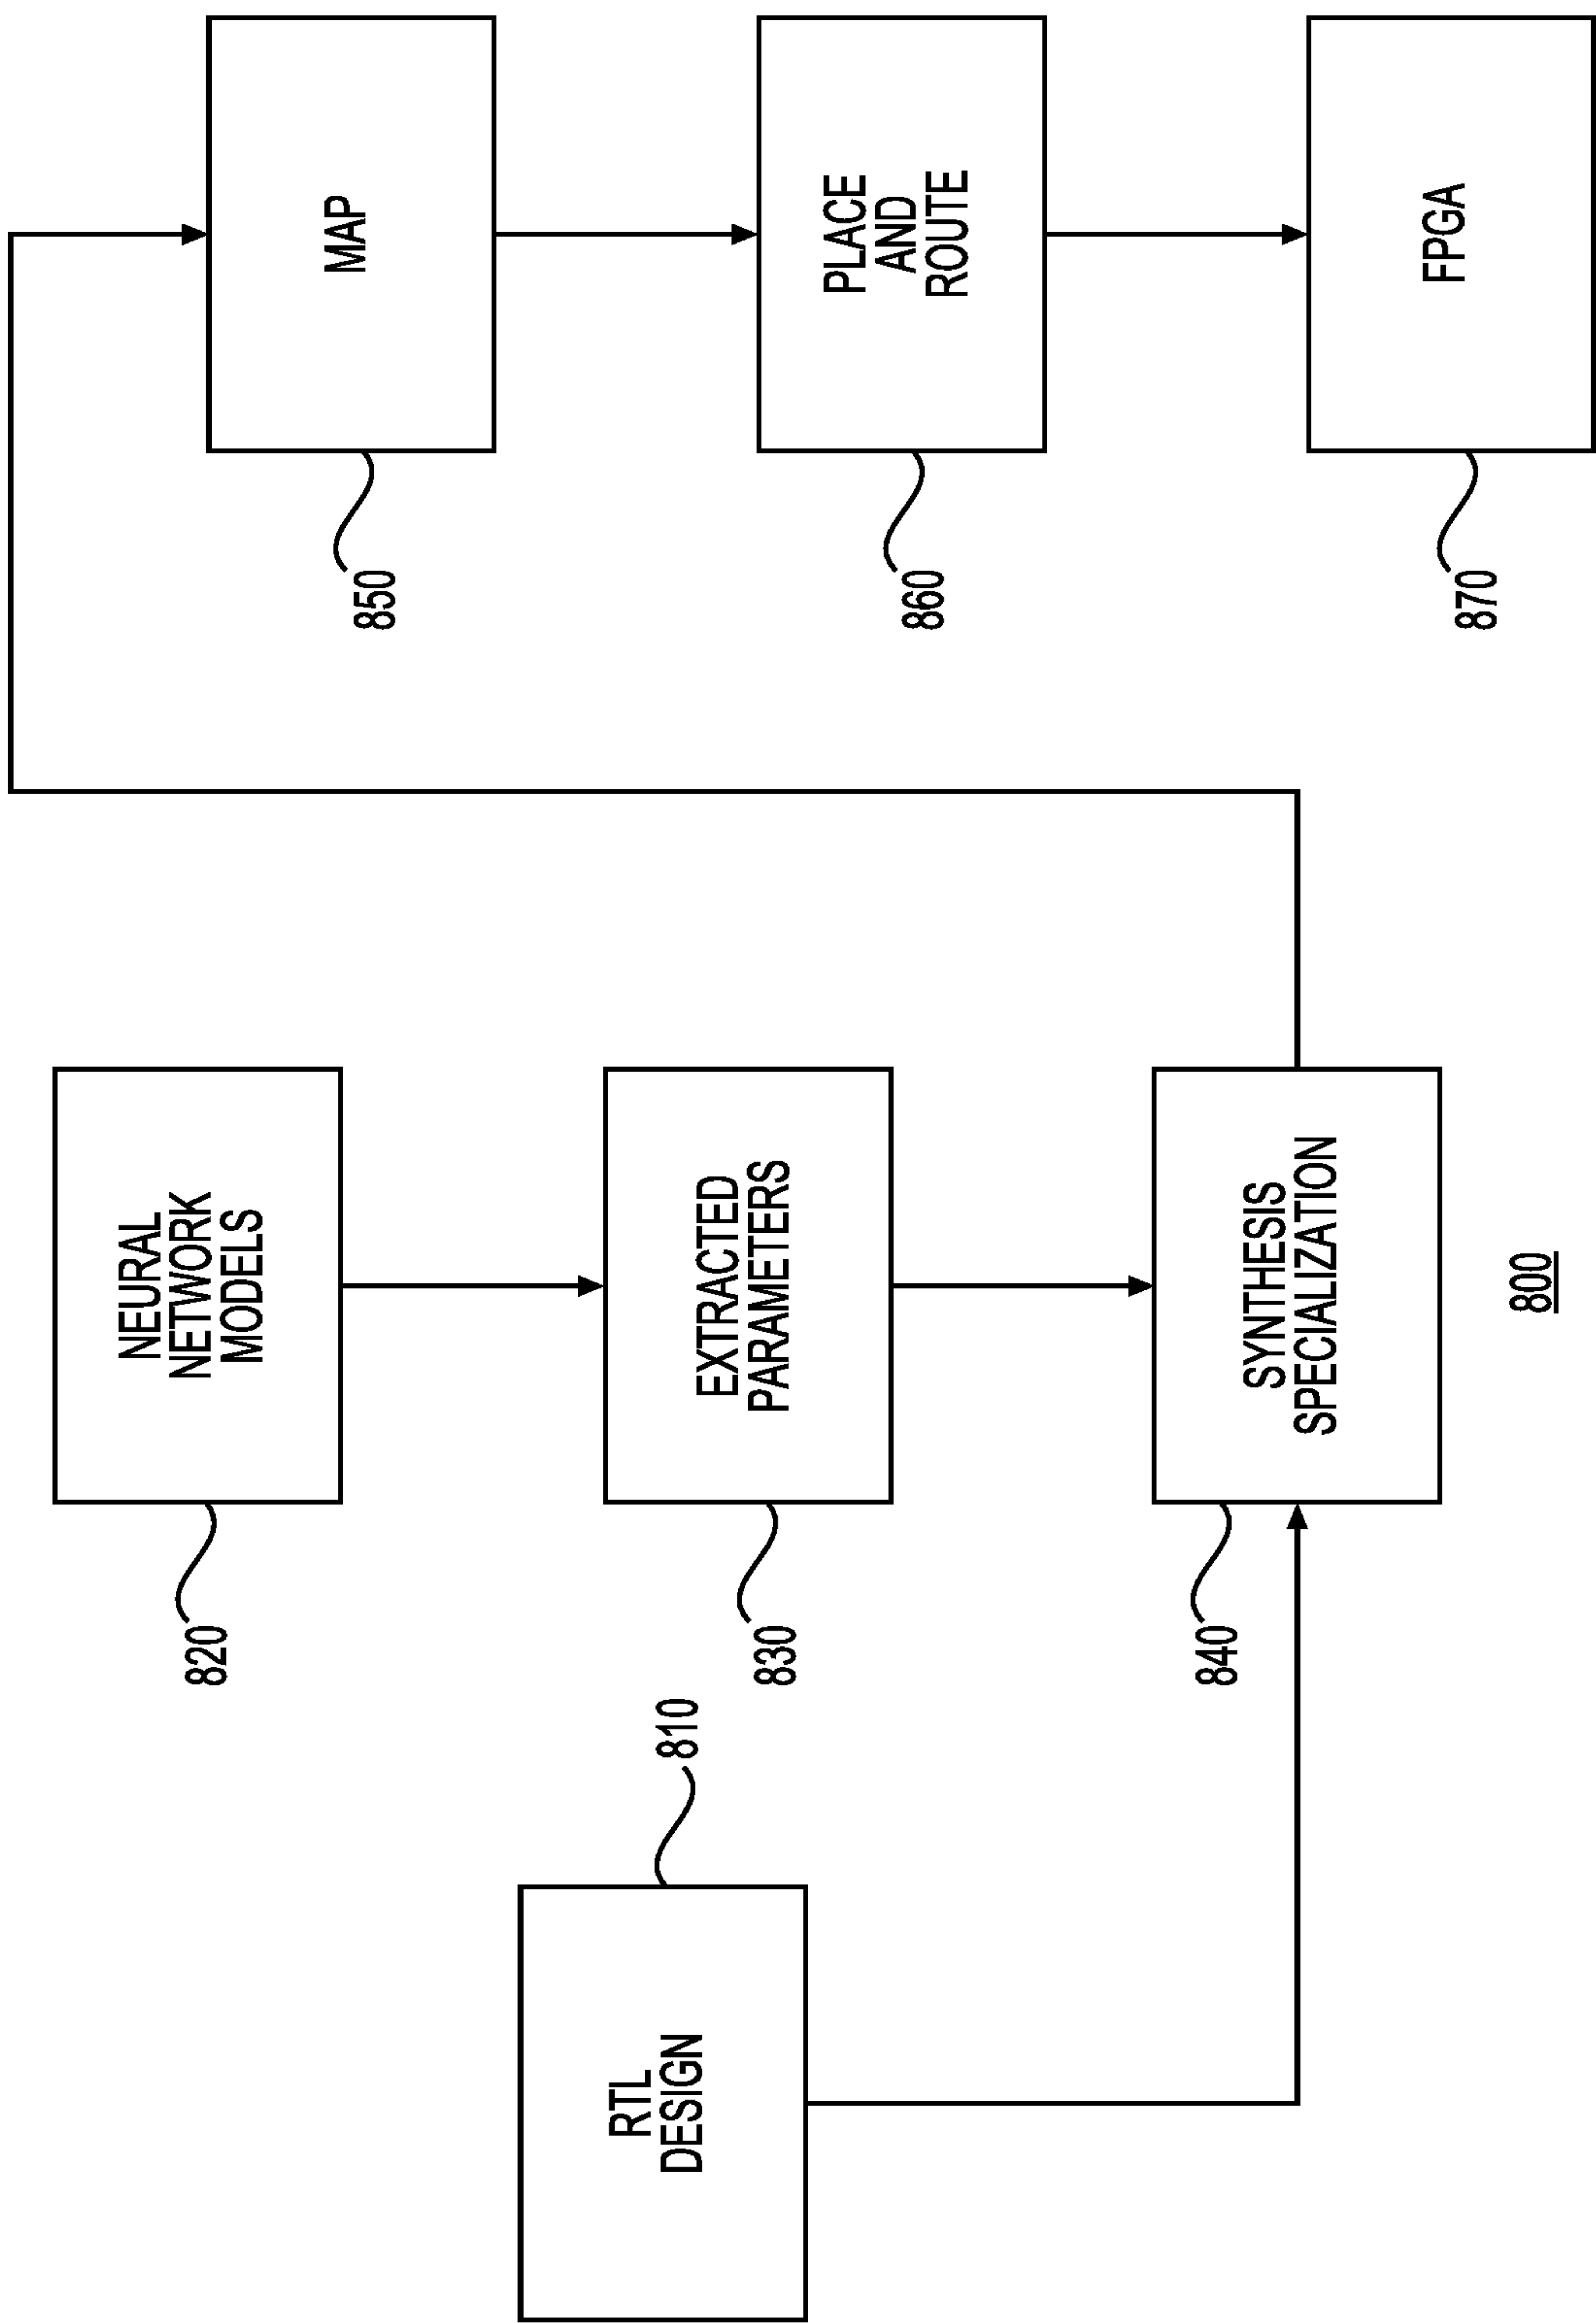 RTL
DESIGN
810
NEURAL
NETWORK
MODELS
820
EXTRACTED
PARAMETERS
830
SYNTHESIS
SPECIALIZATION
840
MAP
850
PLACE
AND
ROUTE
860
FPGA
870
800